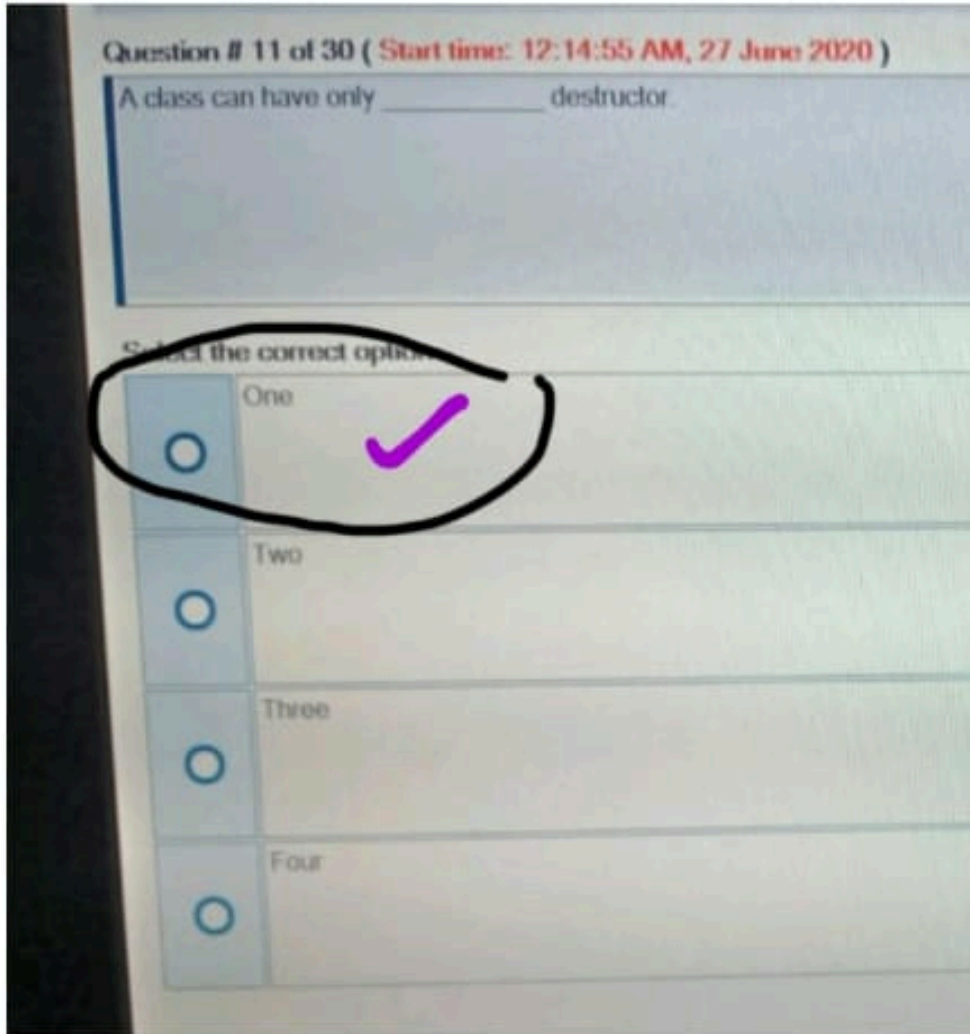 Question # 11 of 30 ( Start time: 12:14:55 AM, 27 June 2020 )
A class can have only __________ destructor.
Select the correct option
One
Two
Three
Four